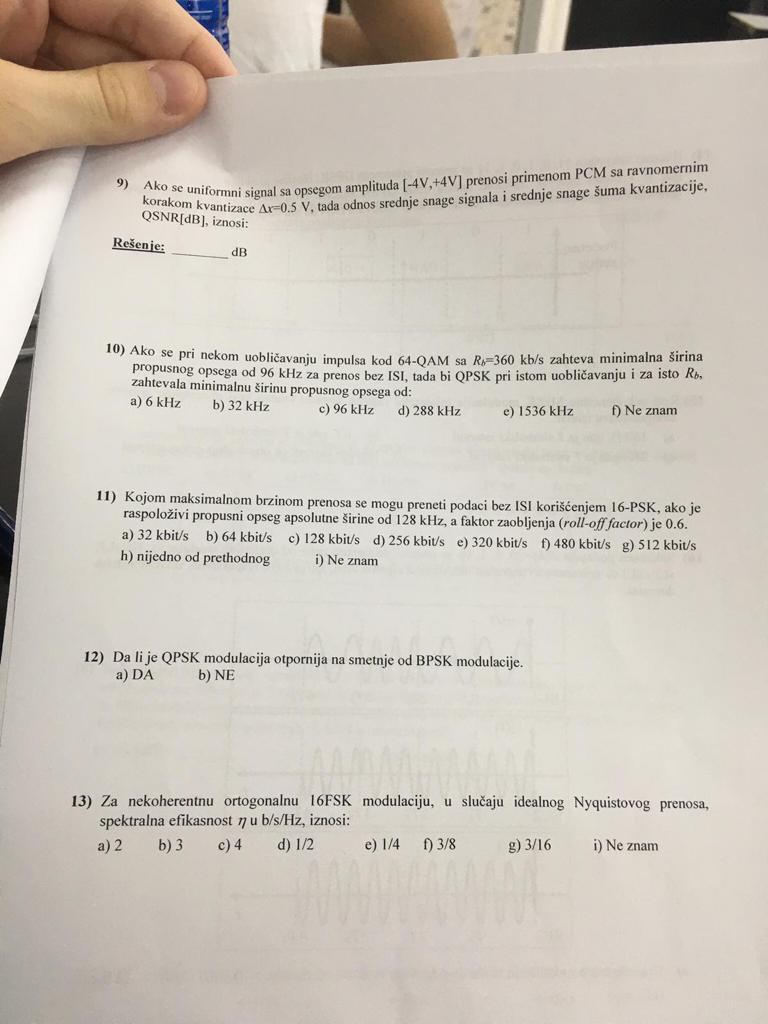 9) Ako se uniformni signal sa opsegom amplituda [-4V,+4V] prenosi primenom PCM sa ravnomernim
korakom kvantizace Δx=0.5 V, tada odnos srednje snage signala i srednje snage šuma kvantizacije,
QSNR[dB], iznosi:
Rešenje: ________ dB
10) Ako se pri nekom uobličavanju impulsa kod 64-QAM sa Rb=360 kb/s zahteva minimalna širina
propusnog opsega od 96 kHz za prenos bez ISI, tada bi QPSK pri istom uobličavanju i za isto Rb,
zahtevala minimalnu širinu propusnog opsega od:
a) 6 kHz b) 32 kHz c) 96 kHz d) 288 kHz e) 1536 kHz f) Ne znam
11) Kojom maksimalnom brzinom prenosa se mogu preneti podaci bez ISI korišćenjem 16-PSK, ako je
raspoloživi propusni opseg apsolutne širine od 128 kHz, a faktor zaobljenja (roll-off factor) je 0.6.
a) 32 kbit/s b) 64 kbit/s c) 128 kbit/s d) 256 kbit/s e) 320 kbit/s f) 480 kbit/s g) 512 kbit/s
h) nijedno od prethodnog i) Ne znam
12) Da li je QPSK modulacija otpornija na smetnje od BPSK modulacije.
a) DA b) NE
13) Za nekoherentnu ortogonalnu 16FSK modulaciju, u slučaju idealnog Nyquistovog prenosa,
spektralna efikasnost η u b/s/Hz, iznosi:
a) 2 b) 3 c) 4 d) 1/2 e) 1/4 f) 3/8 g) 3/16 i) Ne znam